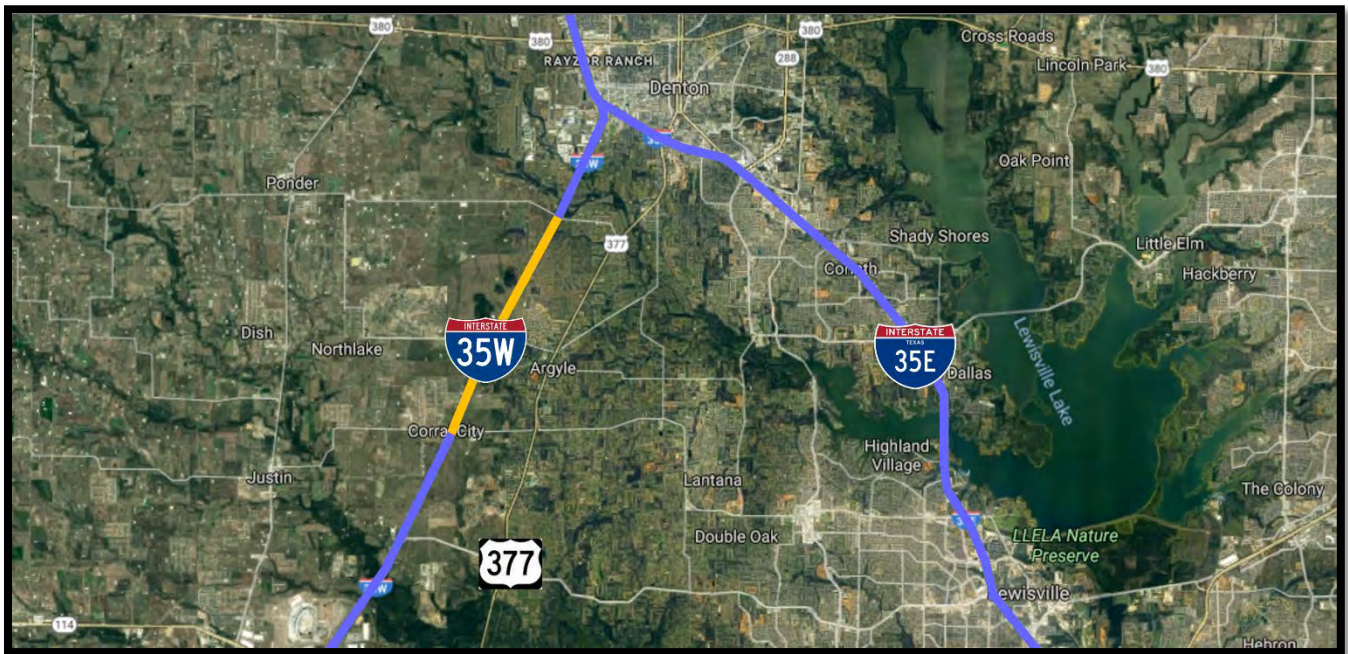 380
380
380
Cross Roads
RAYZOR RANCH
288
Lincoln Park
380
Denton
Oak Point
Ponder
377
Shady Shores
Little Elm
Hackberry
Corinth
INTERSTATE
35W
INTERSTATE
TEXAS
35E
Dish
Northlake
Argyle
Dallas
Lewisville Lake
Corral City
Highland
Village
Justin
Lantana
The Colony
Double Oak
LLELA Nature
Preserve
377
Lewisville
114
Hebron